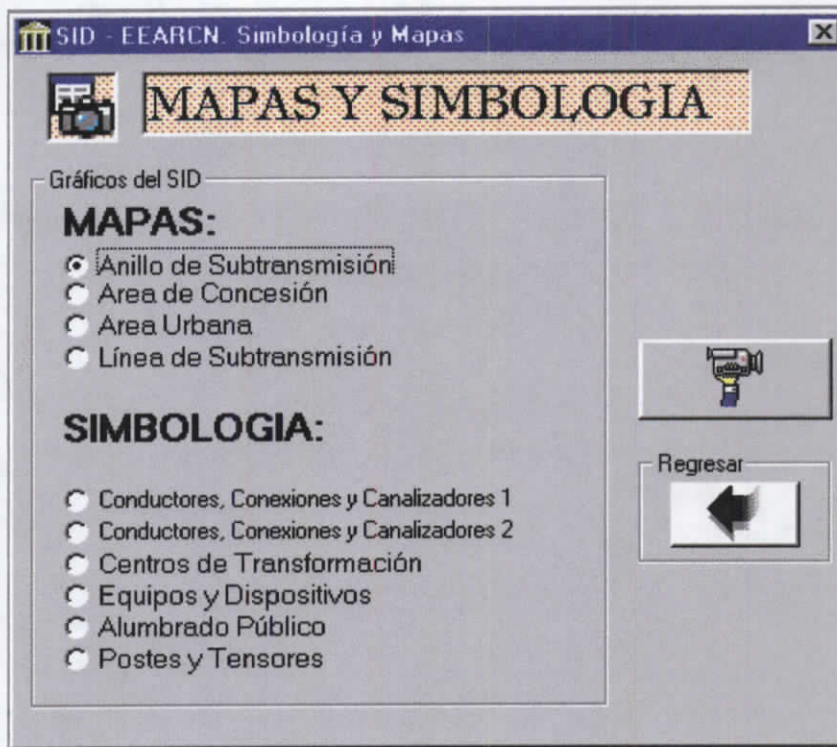 SID - EEARCN. Simbología y Mapas
MAPAS Y SIMBOLOGIA
Gráficos del SID
MAPAS:
Anillo de Subtransmisión
Area de Concesión
Area Urbana
Línea de Subtransmisión
SIMBOLOGIA:
Conductores, Conexiones y Canalizadores 1
Conductores, Conexiones y Canalizadores 2
Centros de Transformación
Equipos y Dispositivos
Alumbrado Público
Postes y Tensores
Regresar